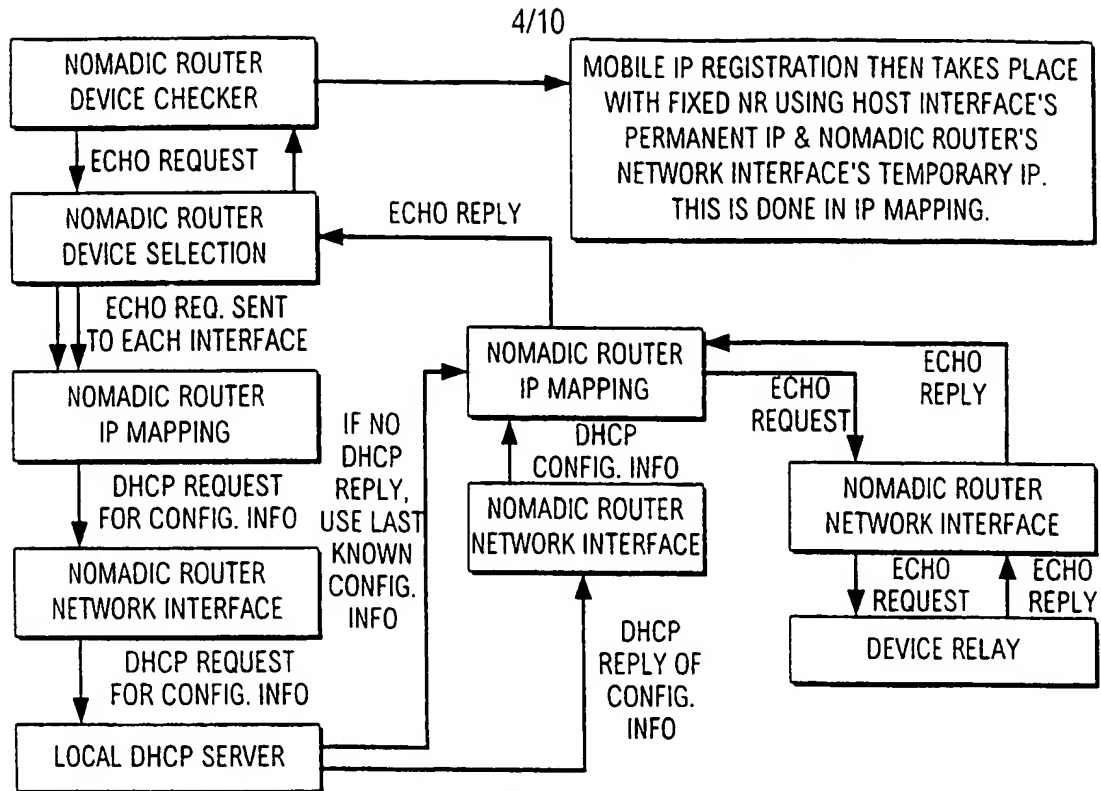 4/10
NOMADIC ROUTER
DEVICE CHECKER
MOBILE IP REGISTRATION THEN TAKES PLACE
WITH FIXED NR USING HOST INTERFACE'S
PERMANENT IP & NOMADIC ROUTER'S
NETWORK INTERFACE'S TEMPORARY IP.
THIS IS DONE IN IP MAPPING.
ECHO REQUEST
NOMADIC ROUTER
DEVICE SELECTION
ECHO REPLY
ECHO REQ. SENT
TO EACH INTERFACE
NOMADIC ROUTER
IP MAPPING
DHCP REQUEST
FOR CONFIG. INFO
NOMADIC ROUTER
NETWORK INTERFACE
DHCP REQUEST
FOR CONFIG. INFO
LOCAL DHCP SERVER
IF NO
DHCP
REPLY,
USE LAST
KNOWN
CONFIG.
INFO
NOMADIC ROUTER
IP MAPPING
DHCP
CONFIG. INFO
NOMADIC ROUTER
NETWORK INTERFACE
DHCP
REPLY OF
CONFIG.
INFO
ECHO
REQUEST
ECHO
REPLY
NOMADIC ROUTER
NETWORK INTERFACE
ECHO
REQUEST
ECHO
REPLY
DEVICE RELAY